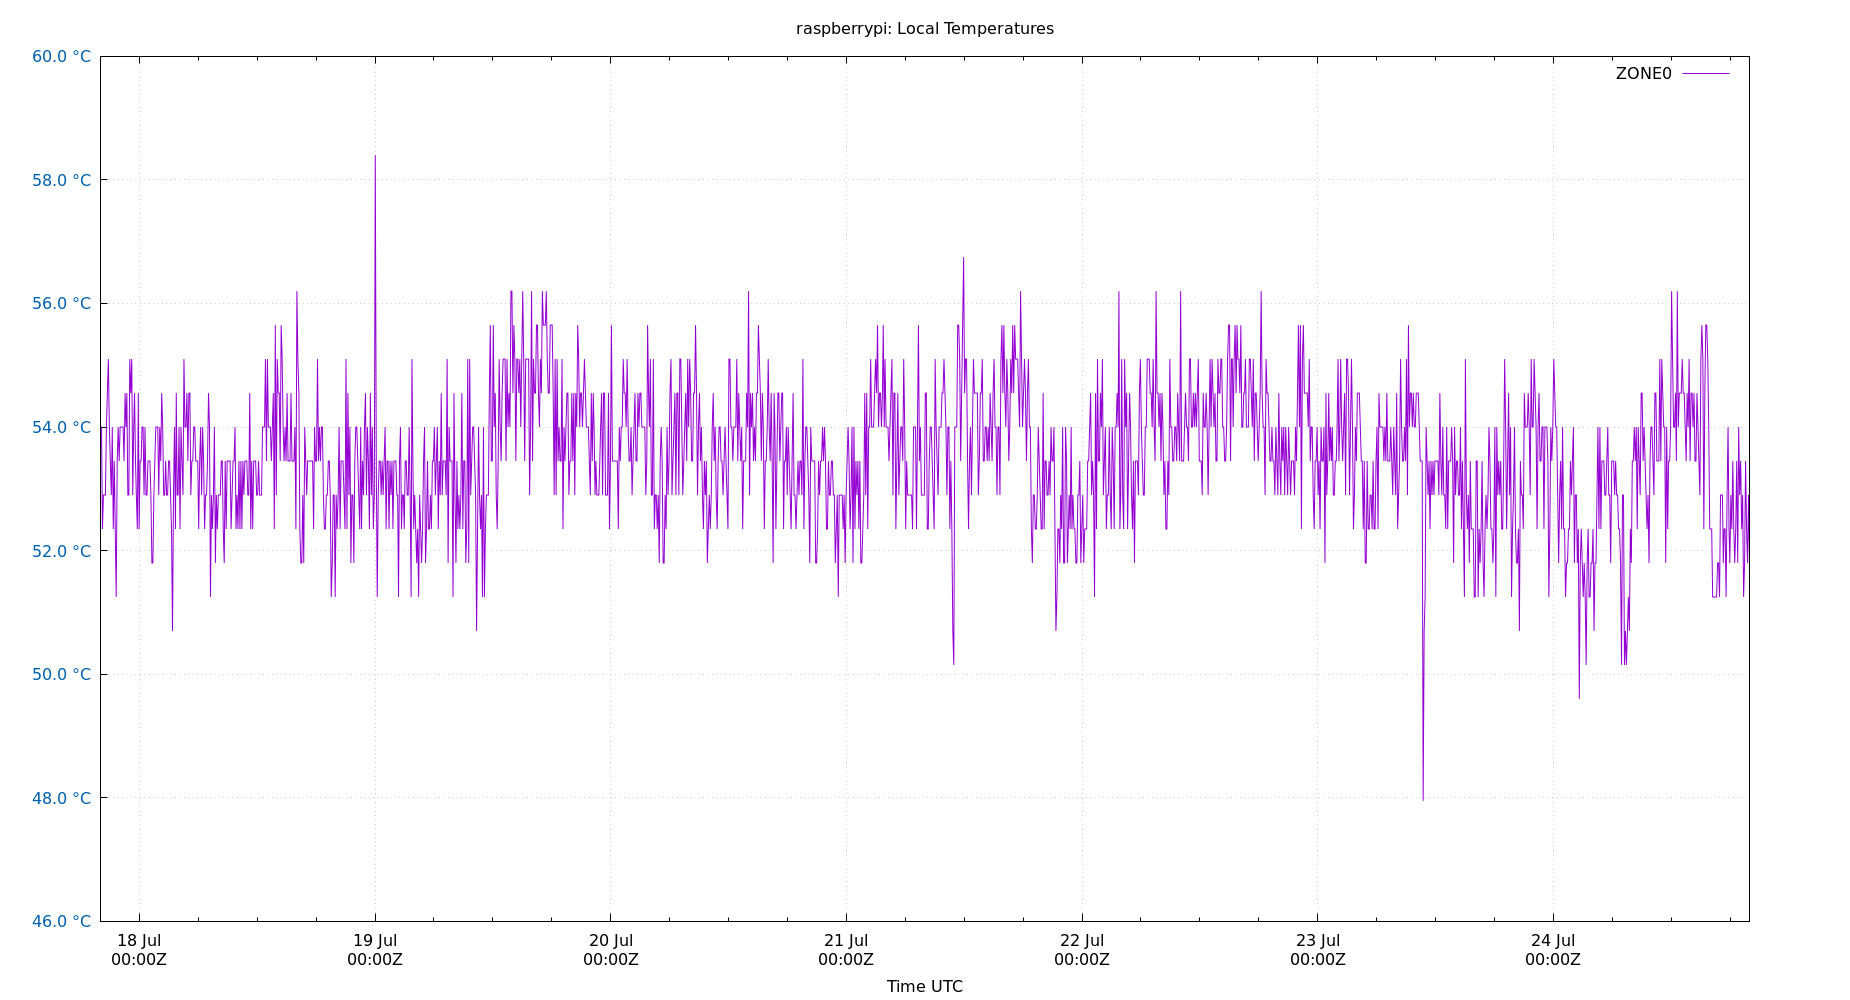 raspberrypi: Local Temperatures
60.0 °C
ZONE0
58.0 °C
56.0 °C
54.0 °C
52.0 °C
50.0 °C
48.0 °C
46.0 °C
18 Jul 19 Jul 20 Jul 21 Jul 22 Jul 23 Jul 24 Jul
00:00Z 00:00Z 00:00Z 00:00Z 00:00Z 00:00Z 00:00Z
Time UTC